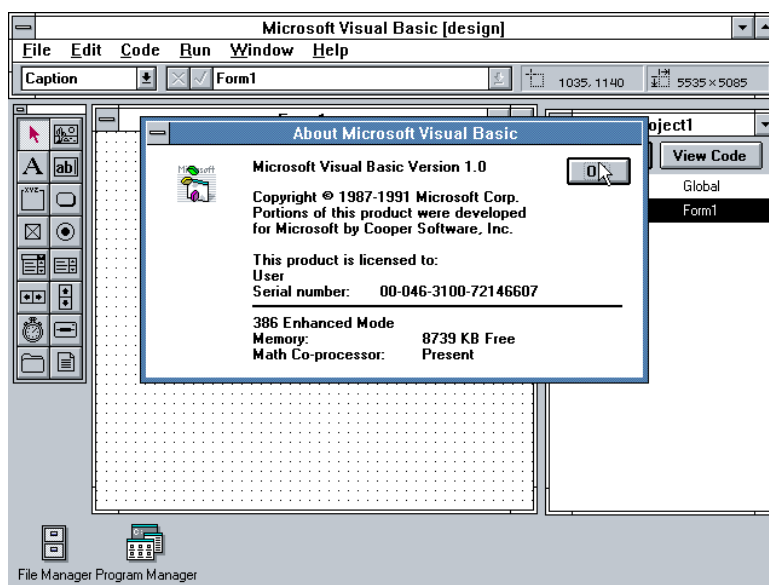 Microsoft Visual Basic [design]
File Edit Code Run Window Help
Caption Form1 1035, 1140 5535×5085
About Microsoft Visual Basic
Microsoft
Microsoft Visual Basic Version 1.0
Copyright © 1987-1991 Microsoft Corp.
Portions of this product were developed
for Microsoft by Cooper Software, Inc.
This product is licensed to:
User
Serial number: 00-046-3100-72146607
386 Enhanced Mode
Memory: 8739 KB Free
Math Co-processor: Present
oject1
View Code
Global
Form1
A ab
XYZ
File Manager Program Manager